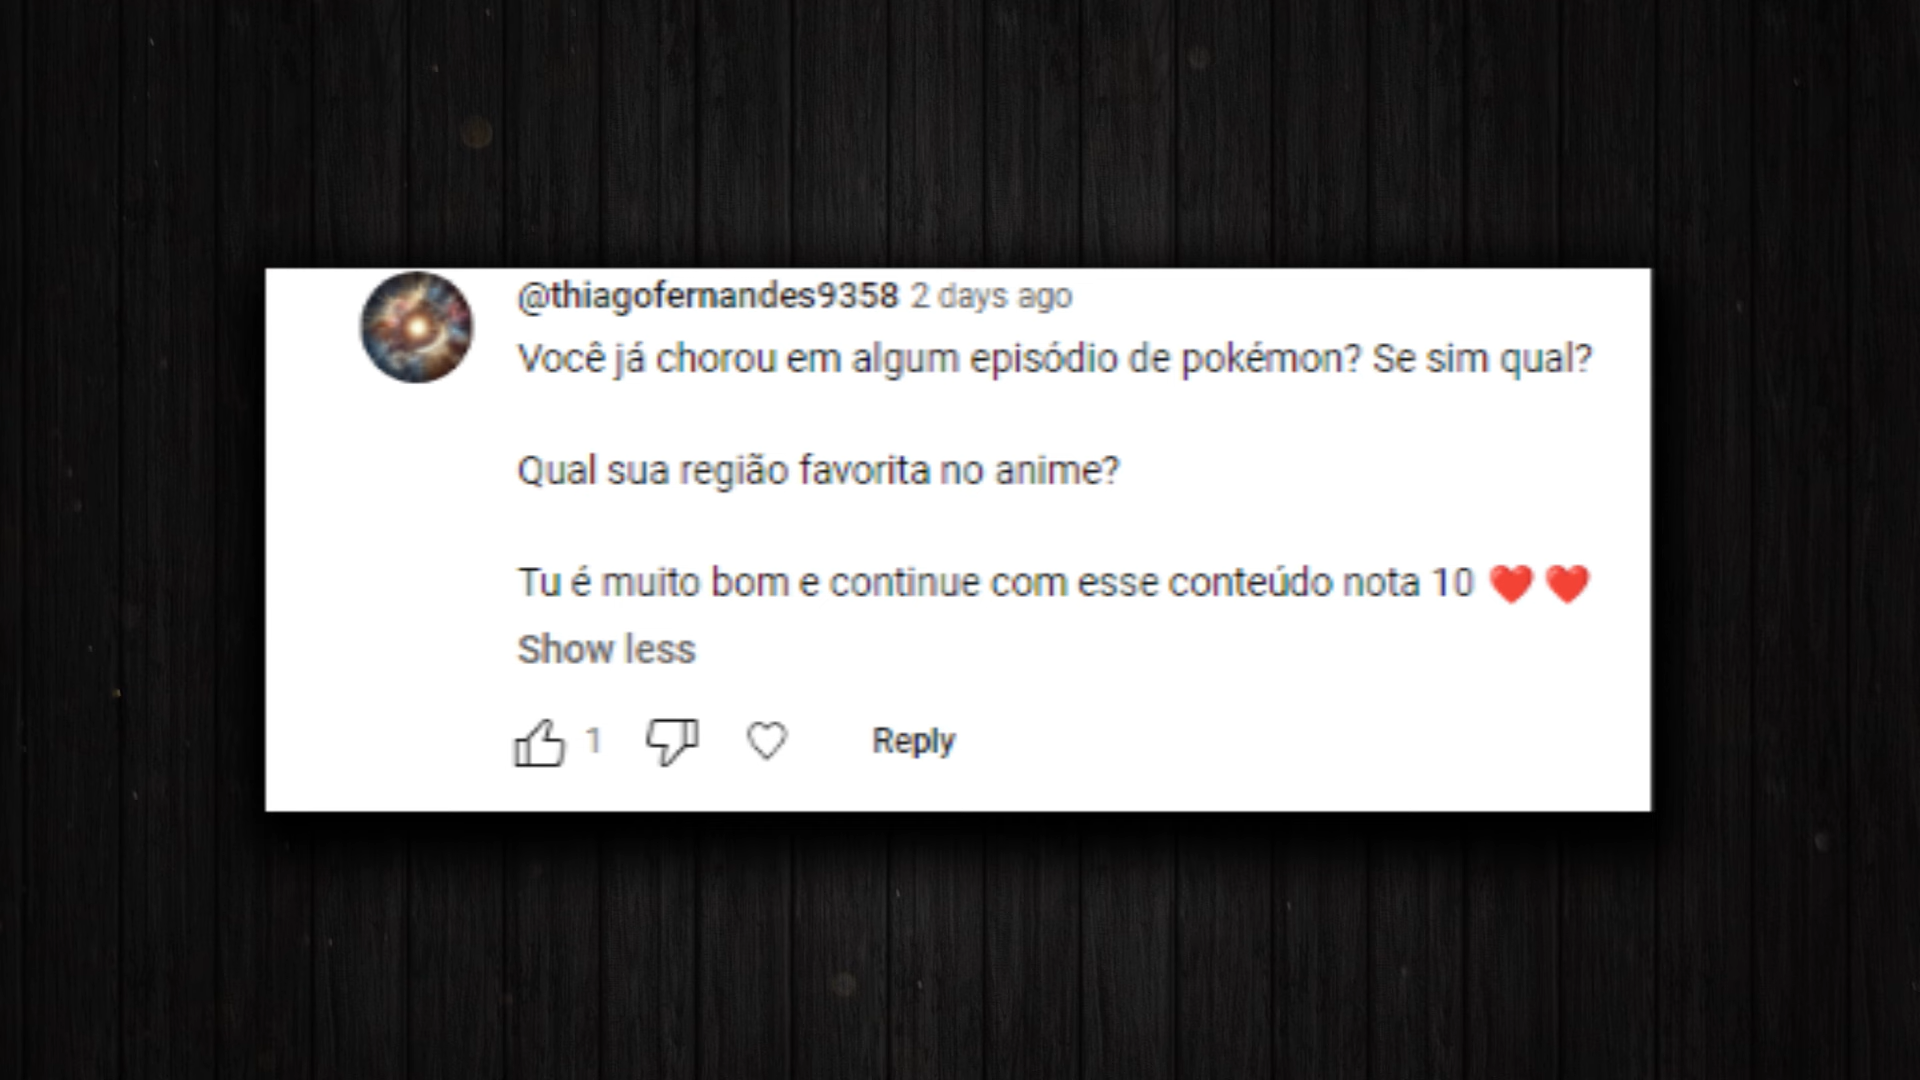 @thiagofernandes9358 2 days ago
Você já chorou em algum episódio de pokémon? Se sim qual?
Qual sua região favorita no anime?
Tu é muito bom e continue com esse conteúdo nota 10 ❤️❤️
Show less
1 Reply